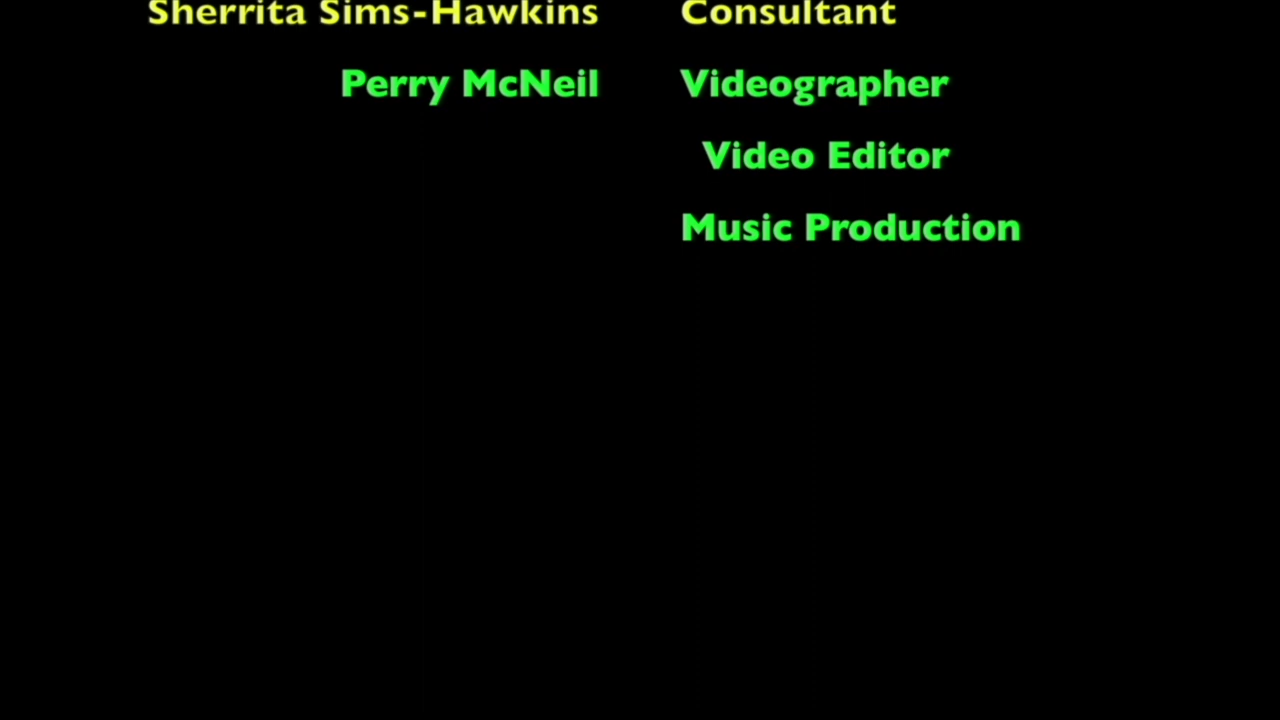 Sherrita Sims-Hawkins Consultant
Perry McNeil Videographer
Video Editor
Music Production